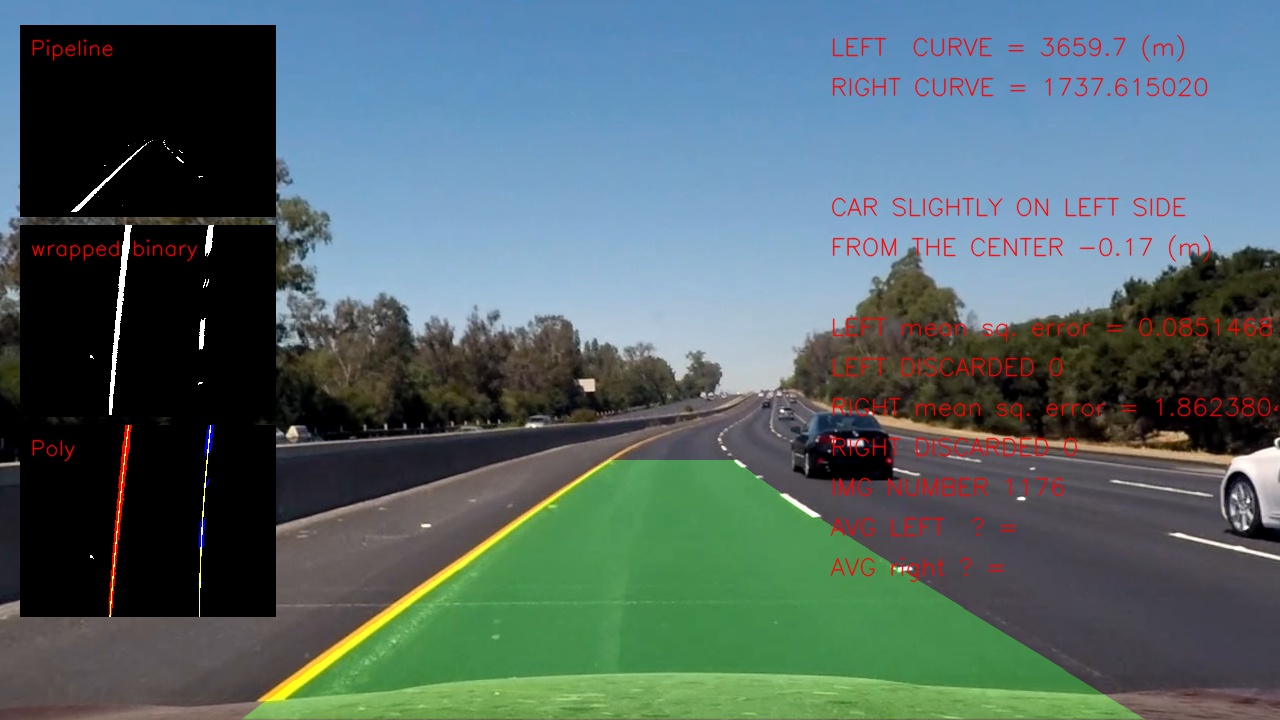 Pipeline
wrapped binary
Poly
LEFT CURVE = 3659.7 (m)
RIGHT CURVE = 1737.615020
CAR SLIGHTLY ON LEFT SIDE
FROM THE CENTER -0.17 (m)
LEFT mean sq. error = 0.0851468
LEFT DISCARDED 0
RIGHT mean sq. error = 1.862380
RIGHT DISCARDED 0
IMG NUMBER 1176
AVG LEFT ? =
AVG right ? =